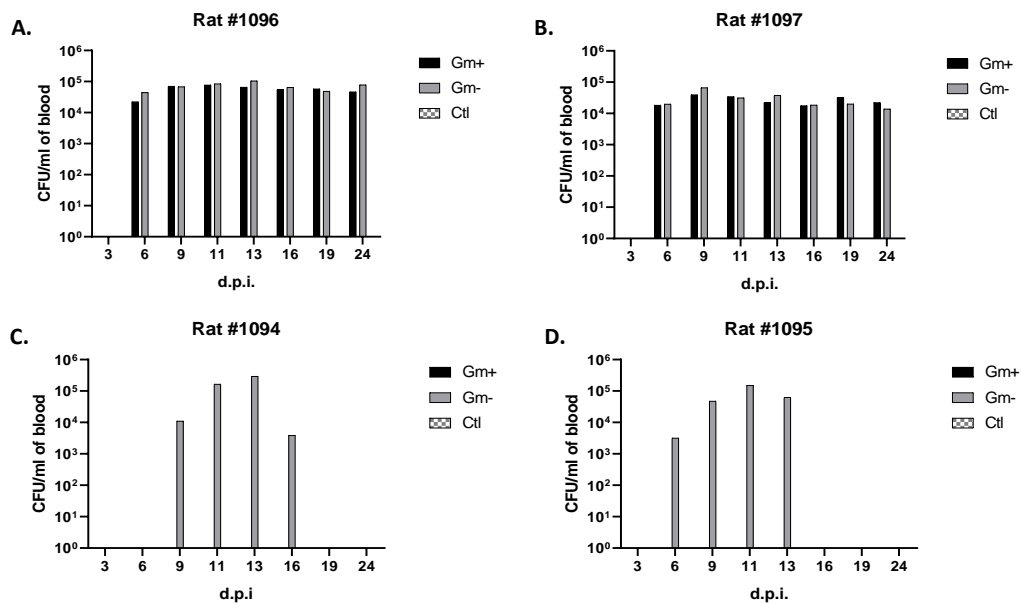 A.
Rat #1096
CFU/ml of blood
10⁶
10⁵
10⁴
10³
10²
10¹
10⁰
3 6 9 11 13 16 19 24
d.p.i.
Gm+
Gm-
Ctl
B.
Rat #1097
CFU/ml of blood
10⁶
10⁵
10⁴
10³
10²
10¹
10⁰
3 6 9 11 13 16 19 24
d.p.i.
Gm+
Gm-
Ctl
C.
Rat #1094
CFU/ml of blood
10⁶
10⁵
10⁴
10³
10²
10¹
10⁰
3 6 9 11 13 16 19 24
d.p.i
Gm+
Gm-
Ctl
D.
Rat #1095
CFU/ml of blood
10⁶
10⁵
10⁴
10³
10²
10¹
10⁰
3 6 9 11 13 16 19 24
d.p.i.
Gm+
Gm-
Ctl